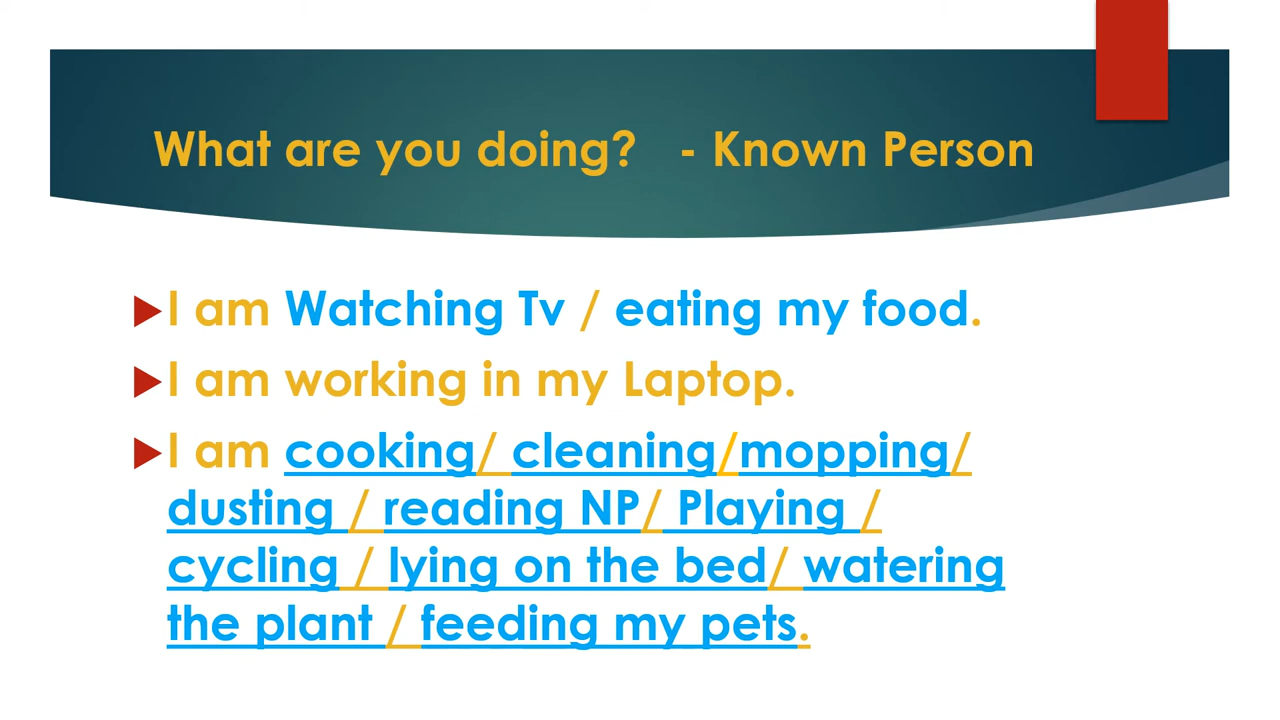 What are you doing? - Known Person
I am Watching Tv / eating my food.
I am working in my Laptop.
I am cooking/ cleaning/mopping/
dusting / reading NP/ Playing /
cycling / lying on the bed/ watering
the plant / feeding my pets.